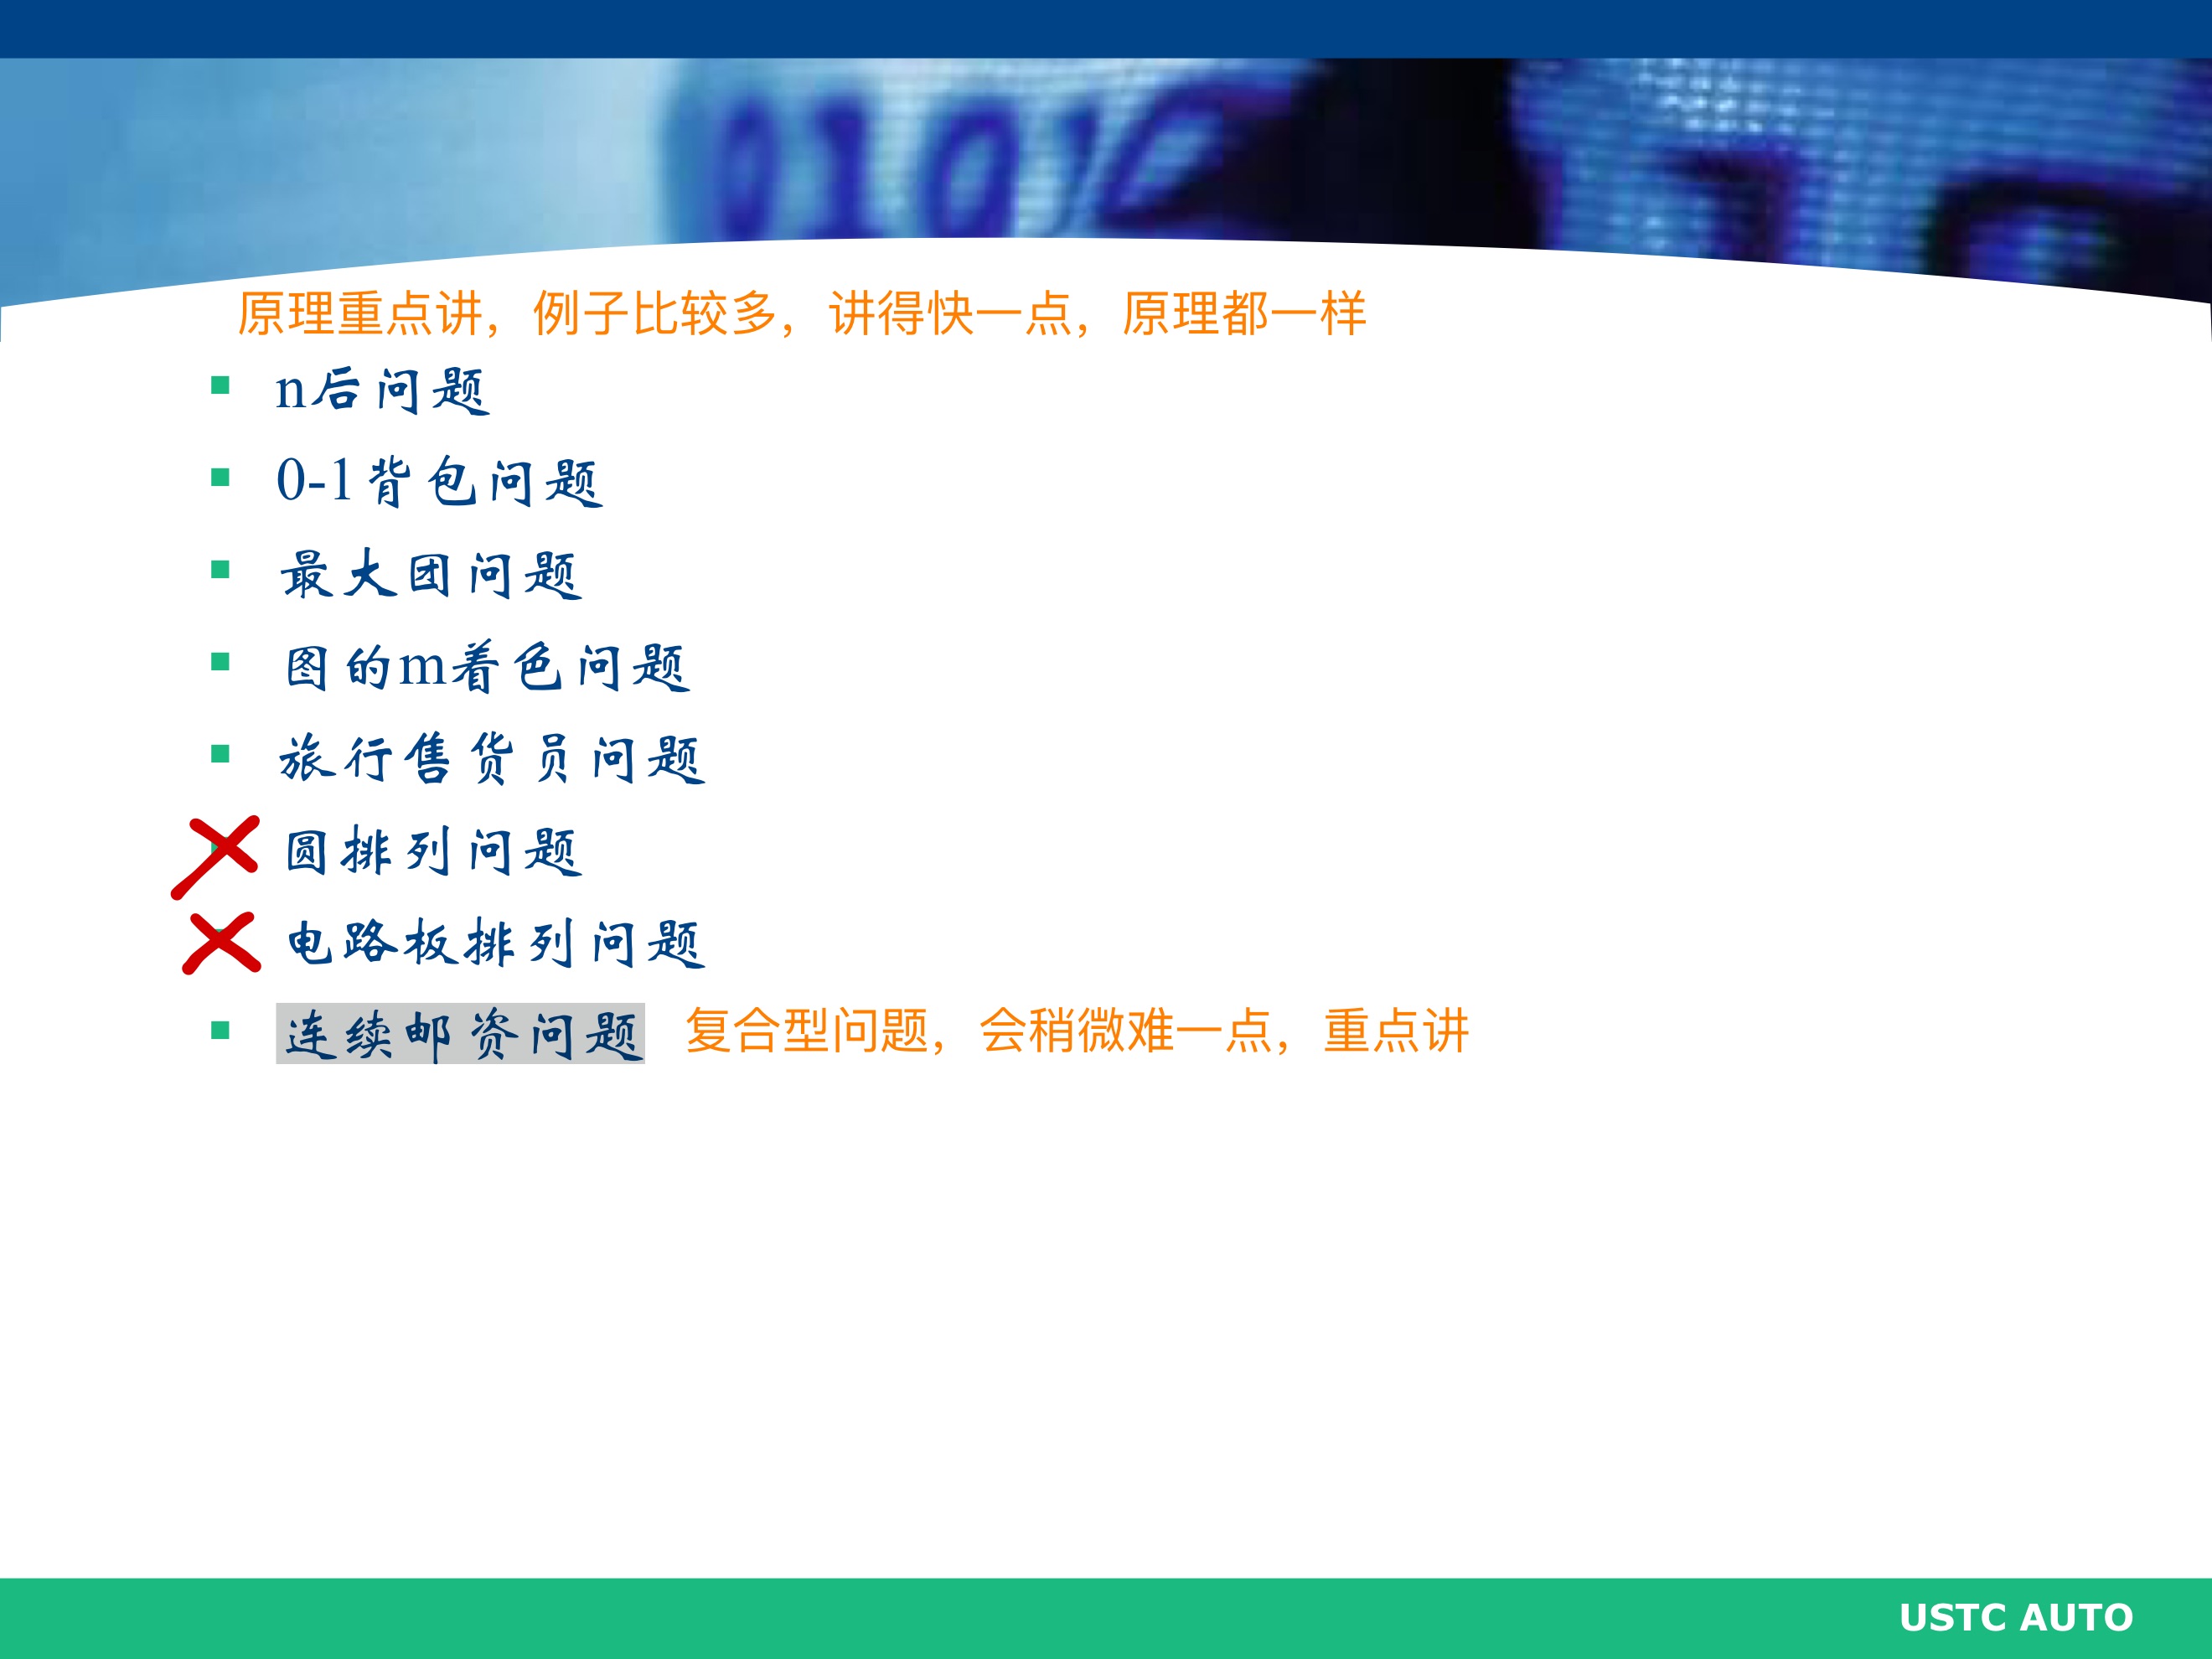 010%
原理重点讲，例子比较多，讲得快一点，原理都一样
n后问题
0-1背包问题
最大团问题
图的m着色问题
旅行售货员问题
圆排列问题
电路板排列问题
连续邮资问题 复合型问题，会稍微难一点，重点讲
USTC AUTO